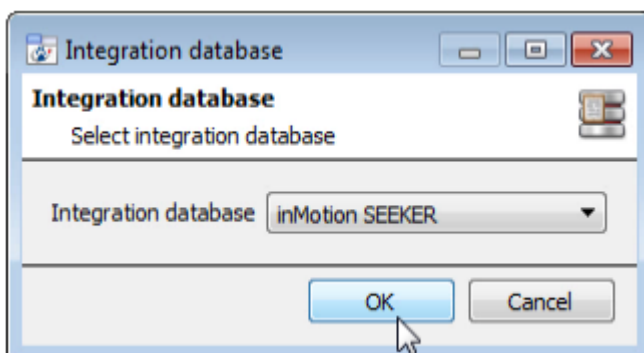 Integration database
Integration database
Select integration database
Integration database inMotion SEEKER
OK Cancel